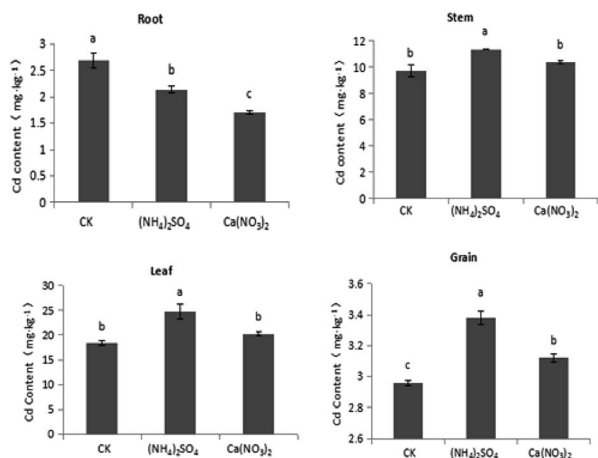 Root
Cd content ( mg·kg⁻¹)
3
2.5
2
1.5
1
0.5
0
a
b
c
CK
(NH₄)₂SO₄
Ca(NO₃)₂
Stem
Cd content ( mg·kg⁻¹)
12
10
8
6
4
2
0
b
a
b
CK
(NH₄)₂SO₄
Ca(NO₃)₂
Leaf
Cd Content ( mg·kg⁻¹)
30
25
20
15
10
5
0
b
a
b
CK
(NH₄)₂SO₄
Ca(NO₃)₂
Grain
Cd Content ( mg·kg⁻¹)
3.6
3.4
3.2
3
2.8
2.6
c
a
b
CK
(NH₄)₂SO₄
Ca(NO₃)₂